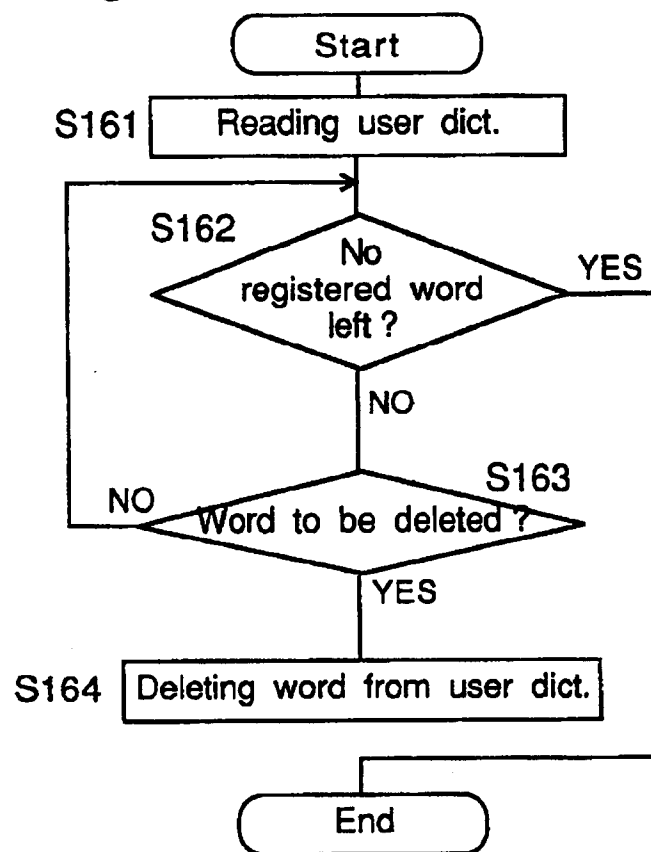 Start
S161
Reading user dict.
S162
No
registered word
left ?
YES
NO
S163
NO
Word to be deleted ?
YES
S164
Deleting word from user dict.
End